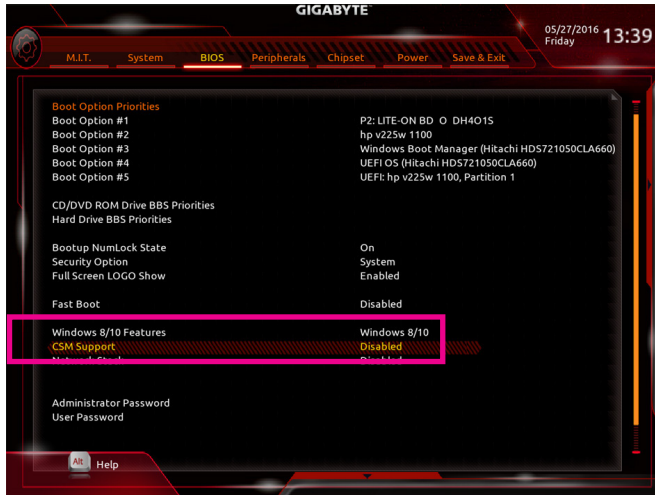 GIGABYTE™
05/27/2016 13:39
Friday
M.I.T. System BIOS Peripherals Chipset Power Save & Exit
Boot Option Priorities
Boot Option #1 P2: LITE-ON BD O DH4O1S
Boot Option #2 hp v225w 1100
Boot Option #3 Windows Boot Manager (Hitachi HDS721050CLA660)
Boot Option #4 UEFI OS (Hitachi HDS721050CLA660)
Boot Option #5 UEFI: hp v225w 1100, Partition 1
CD/DVD ROM Drive BBS Priorities
Hard Drive BBS Priorities
Bootup NumLock State On
Security Option System
Full Screen LOGO Show Enabled
Fast Boot Disabled
Windows 8/10 Features Windows 8/10
CSM Support Disabled
Network Stack Disabled
Administrator Password
User Password
Alt Help